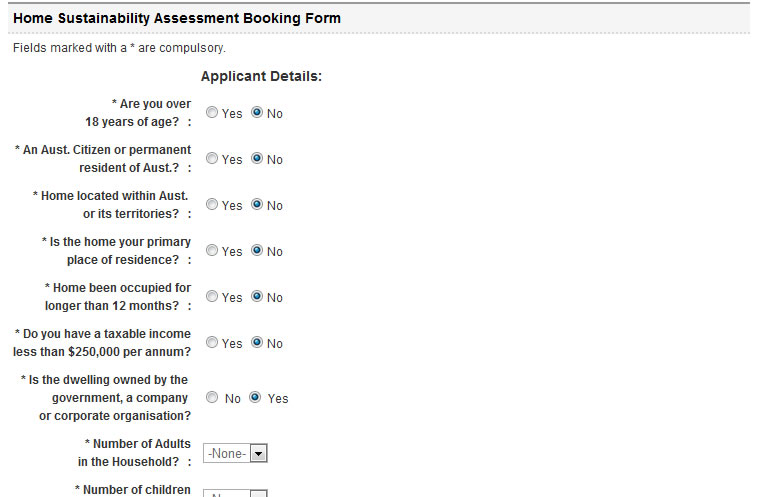 Home Sustainability Assessment Booking Form
Fields marked with a * are compulsory.
Applicant Details:
* Are you over
18 years of age? :
Yes No
* An Aust. Citizen or permanent
resident of Aust.? :
Yes No
* Home located within Aust.
or its territories? :
Yes No
* Is the home your primary
place of residence? :
Yes No
* Home been occupied for
longer than 12 months? :
Yes No
* Do you have a taxable income
less than $250,000 per annum?
Yes No
* Is the dwelling owned by the
government, a company
or corporate organisation?
No Yes
* Number of Adults
in the Household? :
-None-
* Number of children